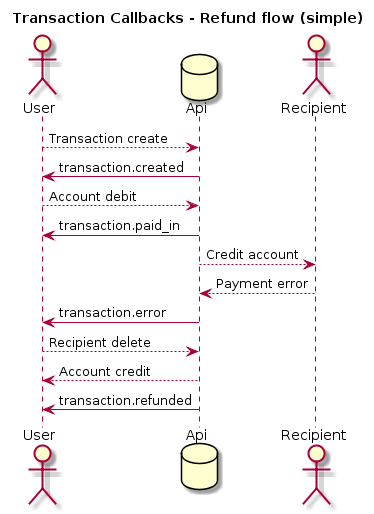 Transaction Callbacks - Refund flow (simple)
User Api Recipient
Transaction create
transaction.created
Account debit
transaction.paid_in
Credit account
Payment error
transaction.error
Recipient delete
Account credit
transaction.refunded
User Api Recipient